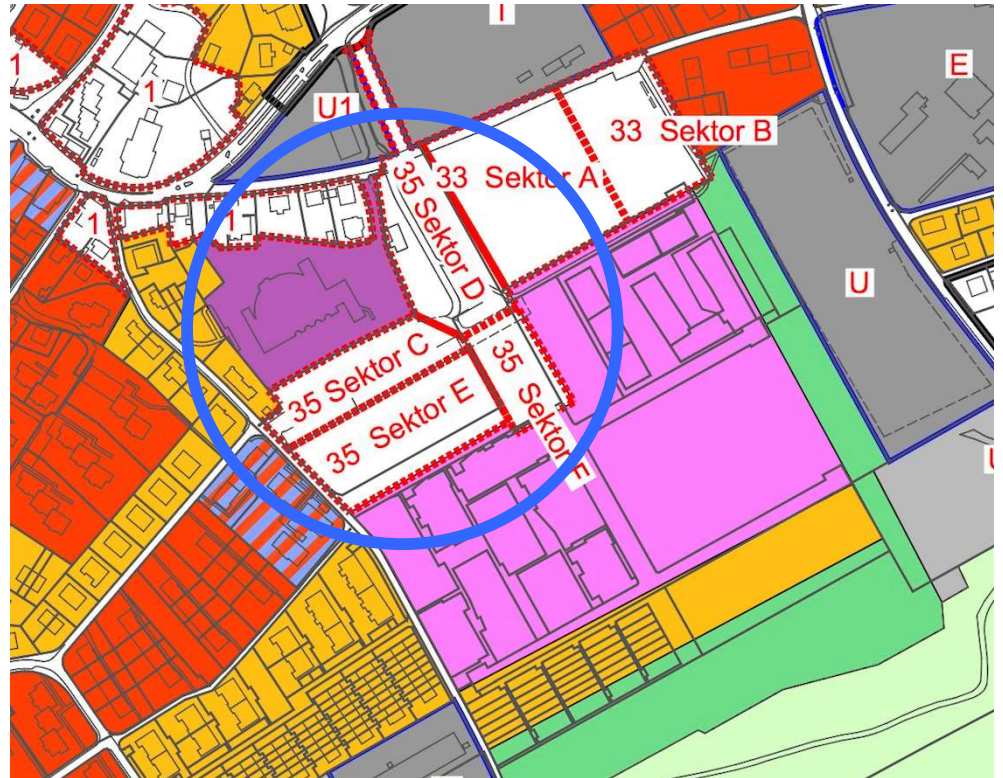 I
E
1
1
U1
33 Sektor B
33 Sektor A
35 Sektor D
1
1
U
35 Sektor C
35 Sektor E
35 Sektor F